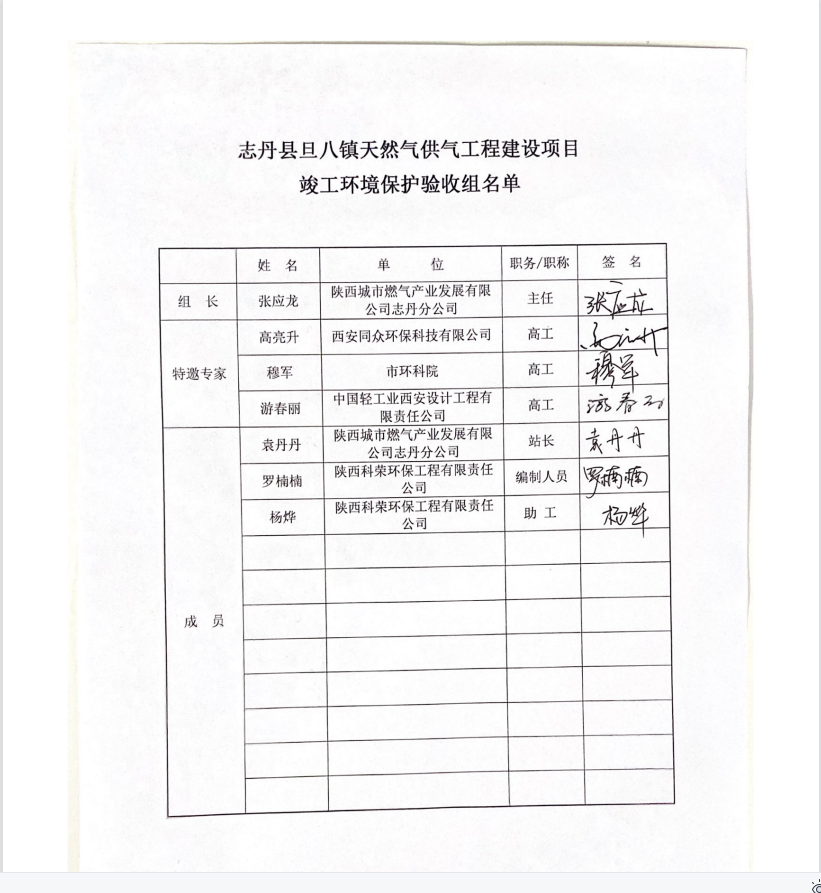 志丹县旦八镇天然气供气工程建设项目
竣工环境保护验收组名单
姓 名 单 位 职务/职称 签 名
组 长 张应龙 陕西城市燃气产业发展有限
公司志丹分公司 主任 张应龙
高亮升 西安同众环保科技有限公司 高工
特邀专家 穆军 市环科院 高工 穆军
游春丽 中国轻工业西安设计工程有
限责任公司 高工 游春丽
袁丹丹 陕西城市燃气产业发展有限
公司志丹分公司 站长 袁丹丹
罗楠楠 陕西科荣环保工程有限责任
公司 编制人员 罗楠楠
杨烨 陕西科荣环保工程有限责任
公司 助 工 杨烨
成 员